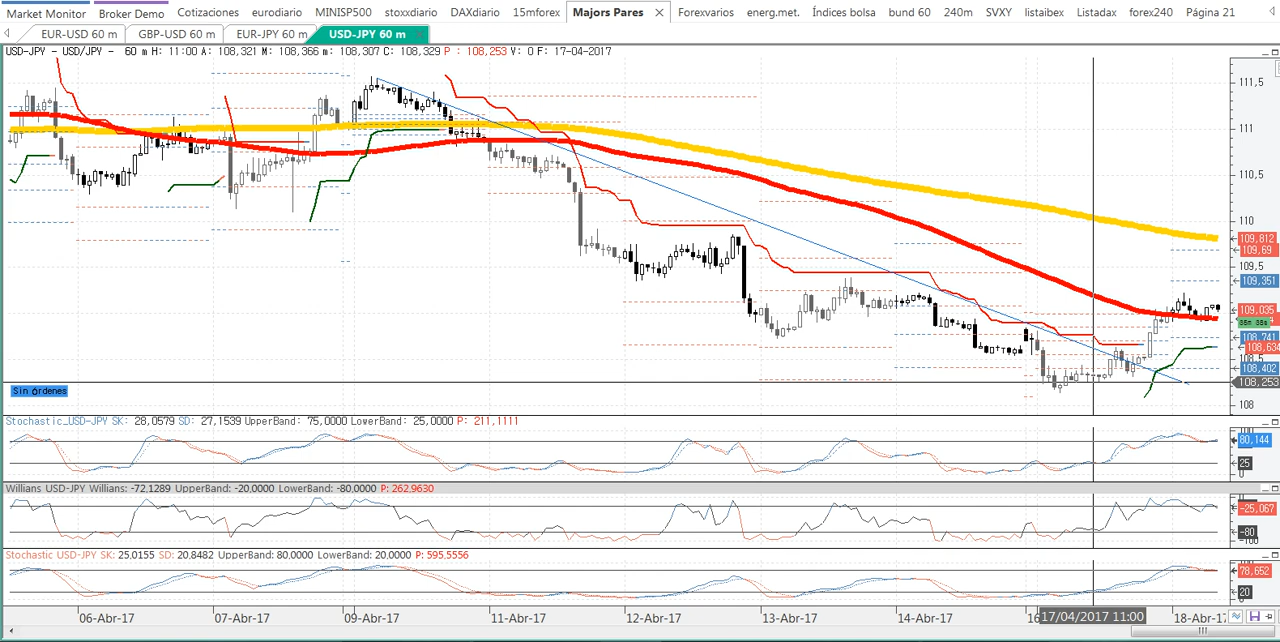 Market Monitor Broker Demo Cotizaciones eurodiario MINISP500 stoxxdiario DAXdiario 15mforex Majors Pares Forexvarios energ.met. Índices bolsa bund 60 240m SVXY listaibex Listadax forex240 Página 21
EUR-USD 60 m GBP-USD 60 m EUR-JPY 60 m USD-JPY 60 m
USD-JPY - USD/JPY - 60 m H: 11:00 A: 108,321 M: 108,366 m: 108,307 C: 108,329 P : 108,253 V: 0 F: 17-04-2017
111,5
111
110,5
110
109,812
109,69
109,5
109,351
109,035
38m 38s
108,741
108,634
108,5
108,402
108,253
108
Sin órdenes
Stochastic_USD-JPY SK: 28,0579 SD: 27,1539 UpperBand: 75,0000 LowerBand: 25,0000 P: 211,1111
80,144
25
0
Willians USD-JPY Willians: -72,1289 UpperBand: -20,0000 LowerBand: -80,0000 P: 262,9630
-25,067
-80
-100
Stochastic USD-JPY SK: 25,0155 SD: 20,8482 UpperBand: 80,0000 LowerBand: 20,0000 P: 595,5556
78,652
20
06-Abr-17 07-Abr-17 09-Abr-17 11-Abr-17 12-Abr-17 13-Abr-17 14-Abr-17 16 17/04/2017 11:00 18-Abr-17